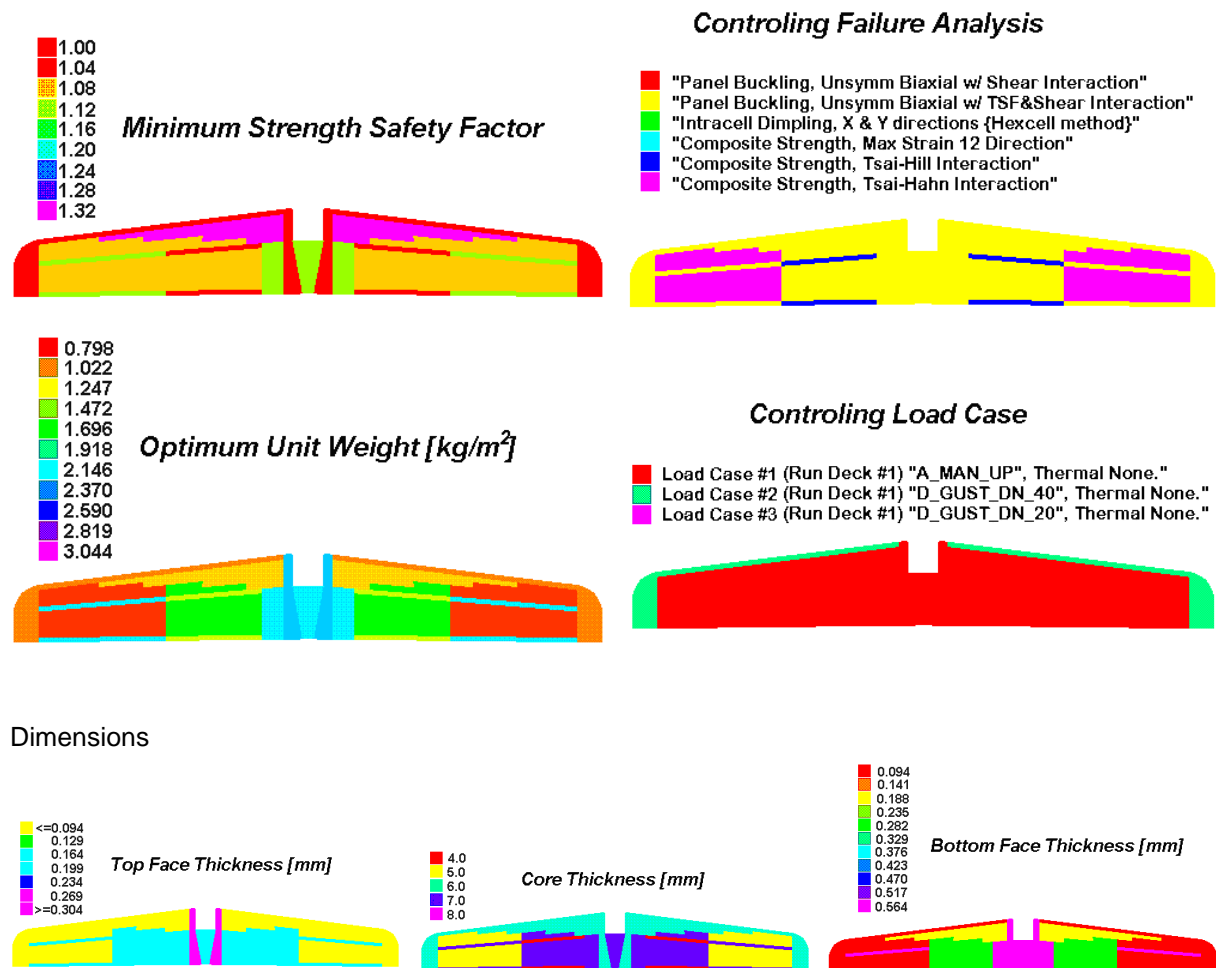 Controling Failure Analysis
1.00
1.04
1.08
1.12
1.16
1.20
1.24
1.28
1.32
Minimum Strength Safety Factor
"Panel Buckling, Unsymm Biaxial w/ Shear Interaction"
"Panel Buckling, Unsymm Biaxial w/ TSF&Shear Interaction"
"Intracell Dimpling, X & Y directions {Hexcell method}"
"Composite Strength, Max Strain 12 Direction"
"Composite Strength, Tsai-Hill Interaction"
"Composite Strength, Tsai-Hahn Interaction"
0.798
1.022
1.247
1.472
1.696
1.918
2.146
2.370
2.590
2.819
3.044
Optimum Unit Weight [kg/m²]
Controling Load Case
Load Case #1 (Run Deck #1) "A_MAN_UP", Thermal None."
Load Case #2 (Run Deck #1) "D_GUST_DN_40", Thermal None."
Load Case #3 (Run Deck #1) "D_GUST_DN_20", Thermal None."
Dimensions
<=0.094
0.129
0.164
0.199
0.234
0.269
>=0.304
Top Face Thickness [mm]
4.0
5.0
6.0
7.0
8.0
Core Thickness [mm]
0.094
0.141
0.188
0.235
0.282
0.329
0.376
0.423
0.470
0.517
0.564
Bottom Face Thickness [mm]